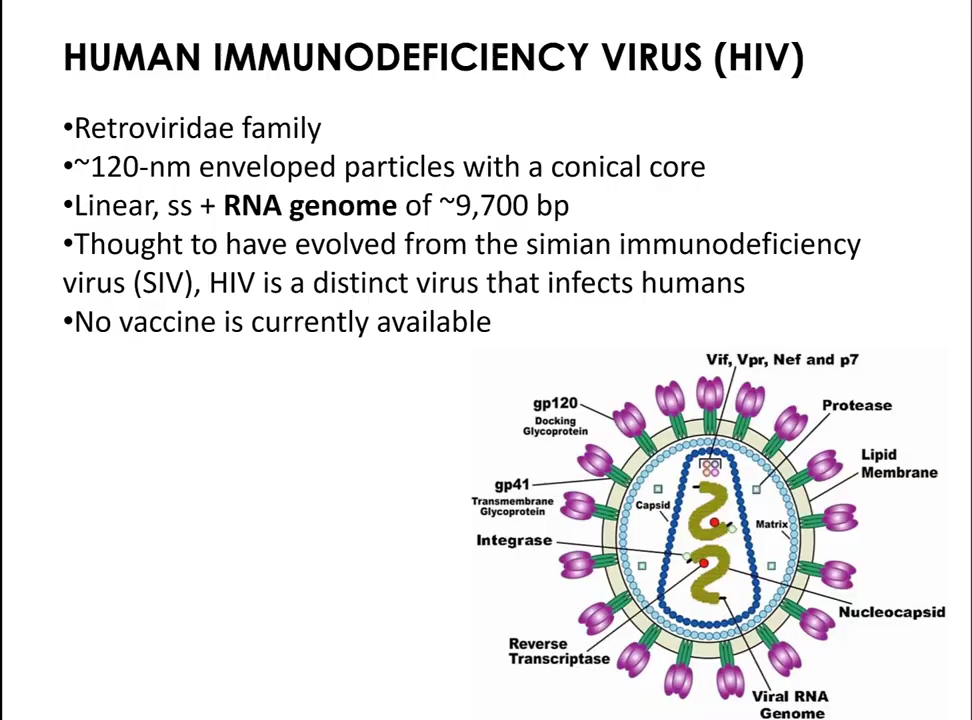 HUMAN IMMUNODEFICIENCY VIRUS (HIV)
•Retroviridae family
•~120-nm enveloped particles with a conical core
•Linear, ss + RNA genome of ~9,700 bp
•Thought to have evolved from the simian immunodeficiency
virus (SIV), HIV is a distinct virus that infects humans
•No vaccine is currently available
Vif, Vpr, Nef and p7
gp120
Docking
Glycoprotein
Protease
Lipid
Membrane
gp41
Transmembrane
Glycoprotein
Capsid
Matrix
Integrase
Nucleocapsid
Reverse
Transcriptase
Viral RNA
Genome